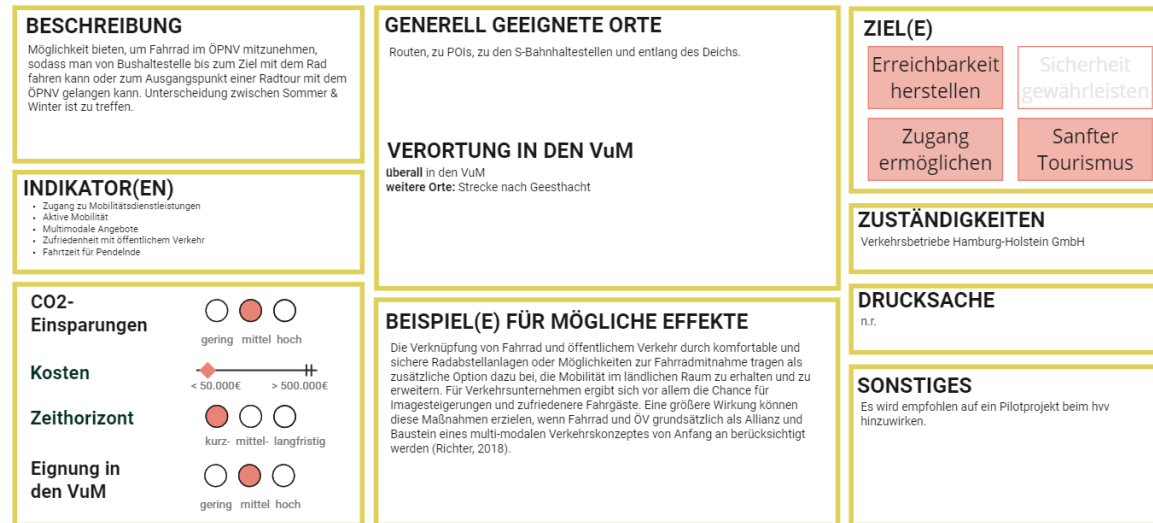 BESCHREIBUNG
Möglichkeit bieten, um Fahrrad im ÖPNV mitzunehmen,
sodass man von Bushaltestelle bis zum Ziel mit dem Rad
fahren kann oder zum Ausgangspunkt einer Radtour mit dem
ÖPNV gelangen kann. Unterscheidung zwischen Sommer &
Winter ist zu treffen.
INDIKATOR(EN)
• Zugang zu Mobilitätsdienstleistungen
• Aktive Mobilität
• Multimodale Angebote
• Zufriedenheit mit öffentlichem Verkehr
• Fahrtzeit für Pendelnde
CO2-
Einsparungen
gering mittel hoch
Kosten
< 50.000€ > 500.000€
Zeithorizont
kurz- mittel- langfristig
Eignung in
den VuM
gering mittel hoch
GENERELL GEEIGNETE ORTE
Routen, zu POIs, zu den S-Bahnhaltestellen und entlang des Deichs.
VERORTUNG IN DEN VuM
überall in den VuM
weitere Orte: Strecke nach Geesthacht
BEISPIEL(E) FÜR MÖGLICHE EFFEKTE
Die Verknüpfung von Fahrrad und öffentlichem Verkehr durch komfortable und
sichere Radabstellanlagen oder Möglichkeiten zur Fahrradmitnahme tragen als
zusätzliche Option dazu bei, die Mobilität im ländlichen Raum zu erhalten und zu
erweitern. Für Verkehrsunternehmen ergibt sich vor allem die Chance für
Imagesteigerungen und zufriedenere Fahrgäste. Eine größere Wirkung können
diese Maßnahmen erzielen, wenn Fahrrad und ÖV grundsätzlich als Allianz und
Baustein eines multi-modalen Verkehrskonzeptes von Anfang an berücksichtigt
werden (Richter, 2018).
ZIEL(E)
Erreichbarkeit
herstellen
Sicherheit
gewährleisten
Zugang
ermöglichen
Sanfter
Tourismus
ZUSTÄNDIGKEITEN
Verkehrsbetriebe Hamburg-Holstein GmbH
DRUCKSACHE
n.r.
SONSTIGES
Es wird empfohlen auf ein Pilotprojekt beim hvv
hinzuwirken.